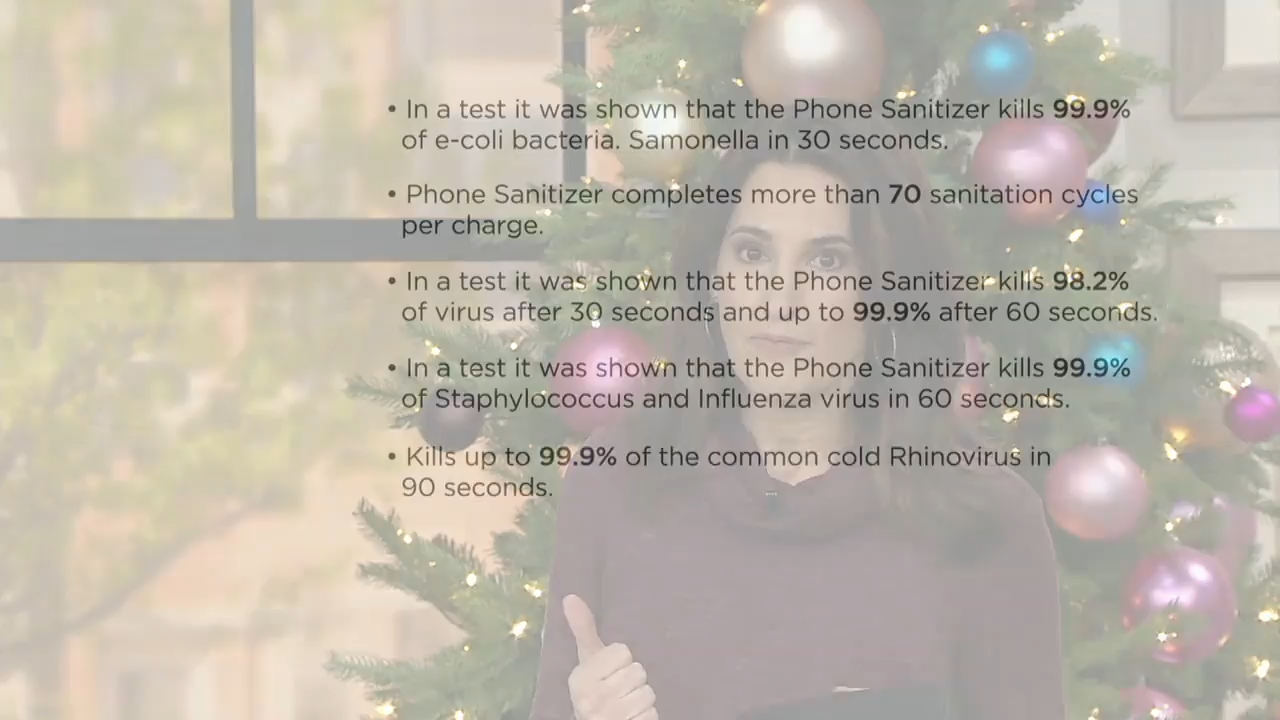 • In a test it was shown that the Phone Sanitizer kills 99.9%
of e-coli bacteria. Samonella in 30 seconds.
• Phone Sanitizer completes more than 70 sanitation cycles
per charge.
• In a test it was shown that the Phone Sanitizer kills 98.2%
of virus after 30 seconds and up to 99.9% after 60 seconds.
• In a test it was shown that the Phone Sanitizer kills 99.9%
of Staphylococcus and Influenza virus in 60 seconds.
• Kills up to 99.9% of the common cold Rhinovirus in
90 seconds.